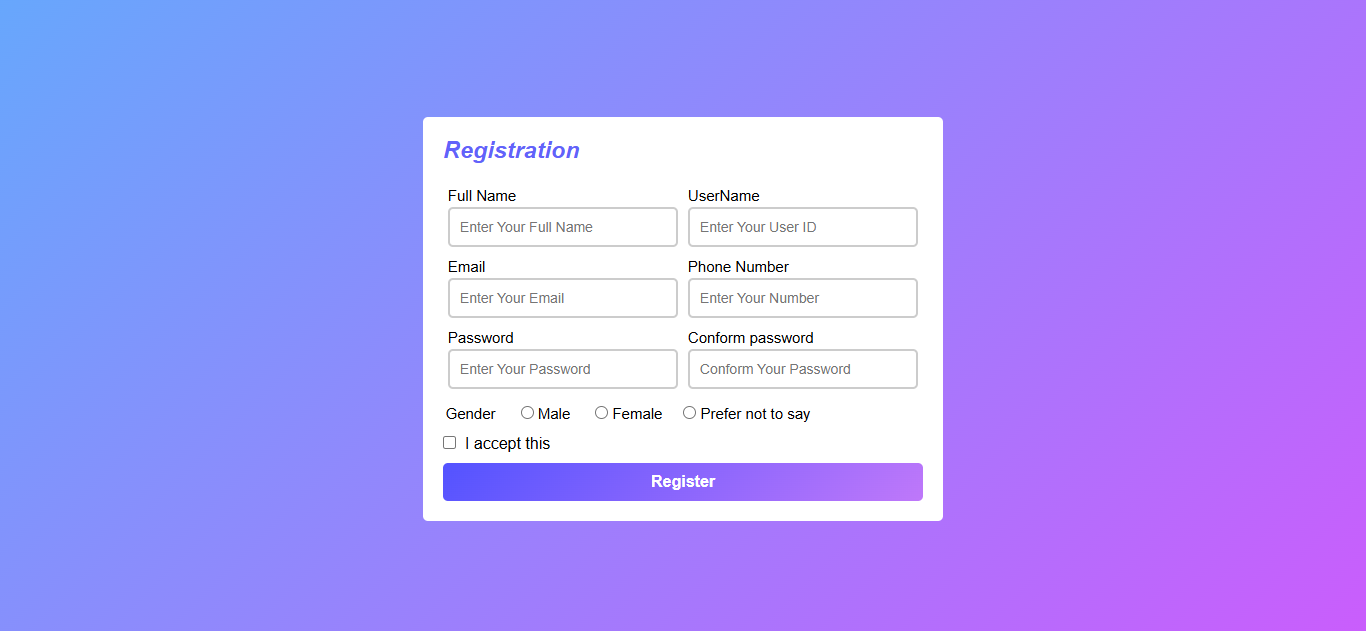 Registration
Full Name UserName
Enter Your Full Name Enter Your User ID
Email Phone Number
Enter Your Email Enter Your Number
Password Conform password
Enter Your Password Conform Your Password
Gender Male Female Prefer not to say
I accept this
Register